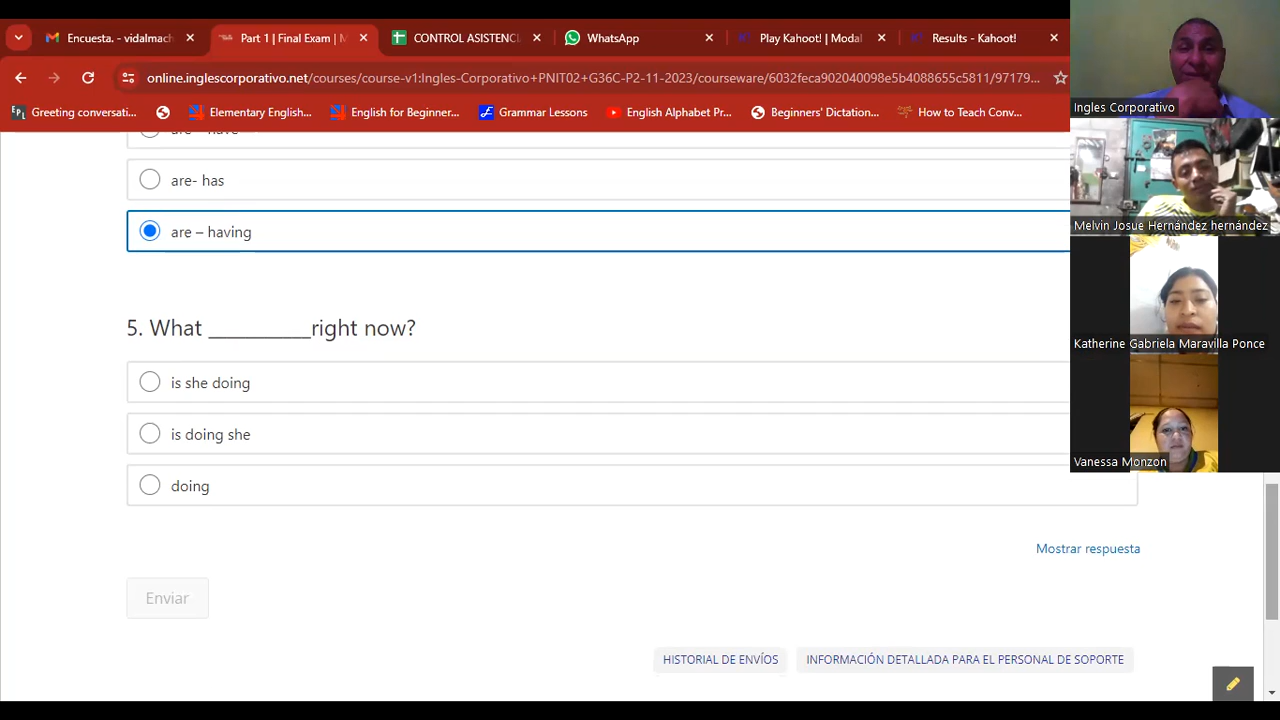 Encuesta. - vidalmach
Part 1 | Final Exam | M
CONTROL ASISTENCI
WhatsApp
Play Kahoot! | Modal
Results - Kahoot!
online.inglescorporativo.net/courses/course-v1:Ingles-Corporativo+PNIT02+G36C-P2-11-2023/courseware/6032feca902040098e5b4088655c5811/97179...
Greeting conversati...
Elementary English...
English for Beginner...
Grammar Lessons
English Alphabet Pr...
Beginners' Dictation...
How to Teach Conv...
Ingles Corporativo
Melvin Josue Hernández hernández
Katherine Gabriela Maravilla Ponce
Vanessa Monzon
are – have
are- has
are – having
5. What __________right now?
is she doing
is doing she
doing
Mostrar respuesta
Enviar
HISTORIAL DE ENVÍOS
INFORMACIÓN DETALLADA PARA EL PERSONAL DE SOPORTE